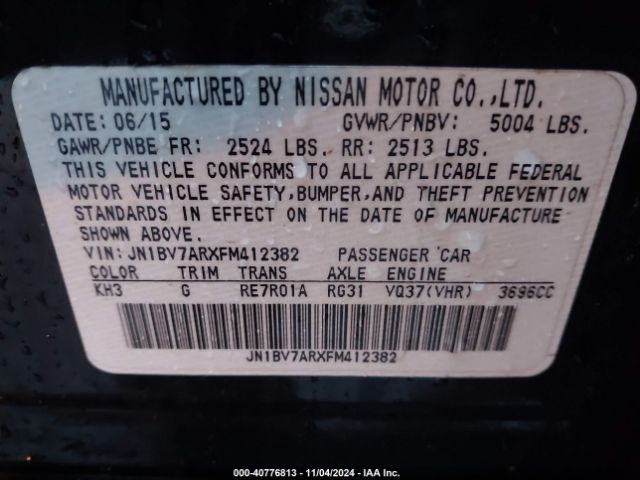 MANUFACTURED BY NISSAN MOTOR CO.,LTD.
DATE: 06/15 GVWR/PNBV: 5004 LBS.
GAWR/PNBE FR: 2524 LBS. RR: 2513 LBS.
THIS VEHICLE CONFORMS TO ALL APPLICABLE FEDERAL
MOTOR VEHICLE SAFETY,BUMPER,AND THEFT PREVENTION
STANDARDS IN EFFECT ON THE DATE OF MANUFACTURE
SHOWN ABOVE.
VIN: JN1BV7ARXFM412382 PASSENGER CAR
COLOR TRIM TRANS AXLE ENGINE
KH3 G RE7R01A RG31 VQ37(VHR) 3696CC
JN1BV7ARXFM412382
000-40776813 - 11/04/2024 - IAA Inc.